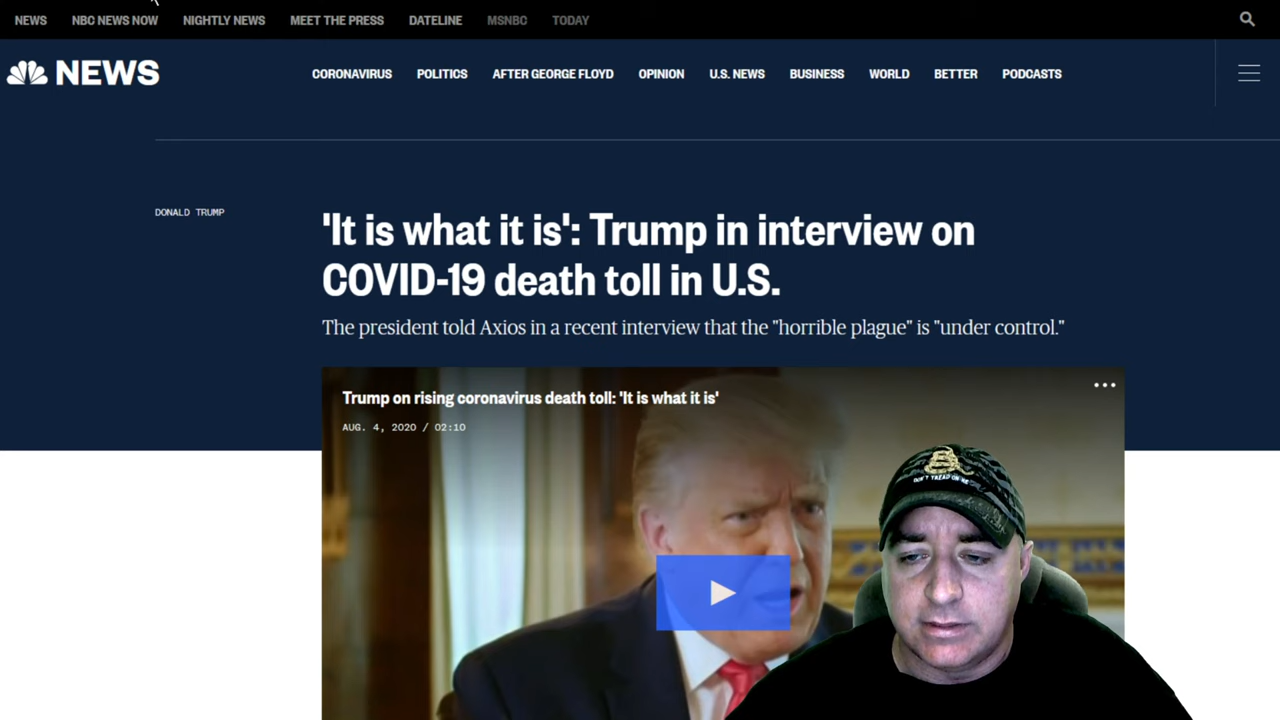 NEWS NBC NEWS NOW NIGHTLY NEWS MEET THE PRESS DATELINE MSNBC TODAY
NEWS CORONAVIRUS POLITICS AFTER GEORGE FLOYD OPINION U.S. NEWS BUSINESS WORLD BETTER PODCASTS
DONALD TRUMP
'It is what it is': Trump in interview on
COVID-19 death toll in U.S.
The president told Axios in a recent interview that the "horrible plague" is "under control."
Trump on rising coronavirus death toll: 'It is what it is'
AUG. 4, 2020 / 02:10
DON'T TREAD ON ME